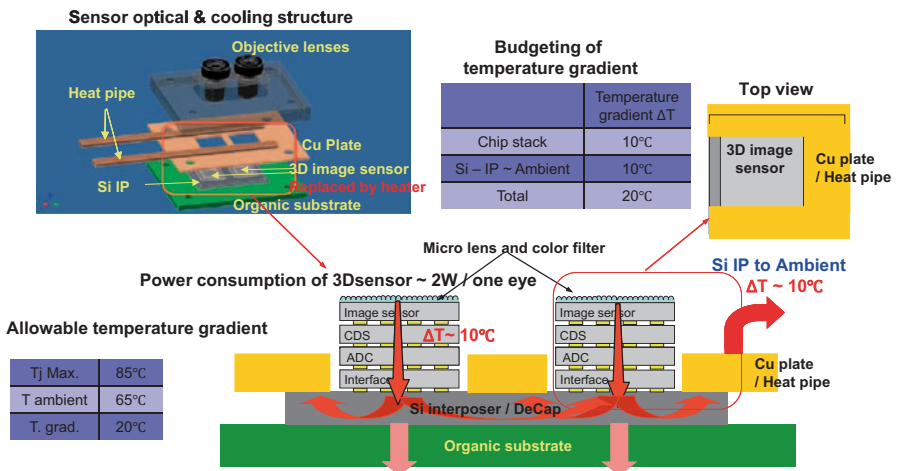 Sensor optical & cooling structure
Objective lenses
Heat pipe
Cu Plate
3D image sensor
Si IP
Replaced by heater
Organic substrate
Budgeting of
temperature gradient
Temperature
gradient ΔT
Chip stack 10℃
Si – IP ~ Ambient 10℃
Total 20℃
Top view
3D image
sensor
Cu plate
/ Heat pipe
Micro lens and color filter
Power consumption of 3Dsensor ~ 2W / one eye
Si IP to Ambient
ΔT ~ 10℃
Allowable temperature gradient
Tj Max. 85℃
T ambient 65℃
T. grad. 20℃
Image sensor
CDS
ADC
Interface
ΔT~ 10℃
Image sensor
CDS
ADC
Interface
Cu plate
/ Heat pipe
Si interposer / DeCap
Organic substrate